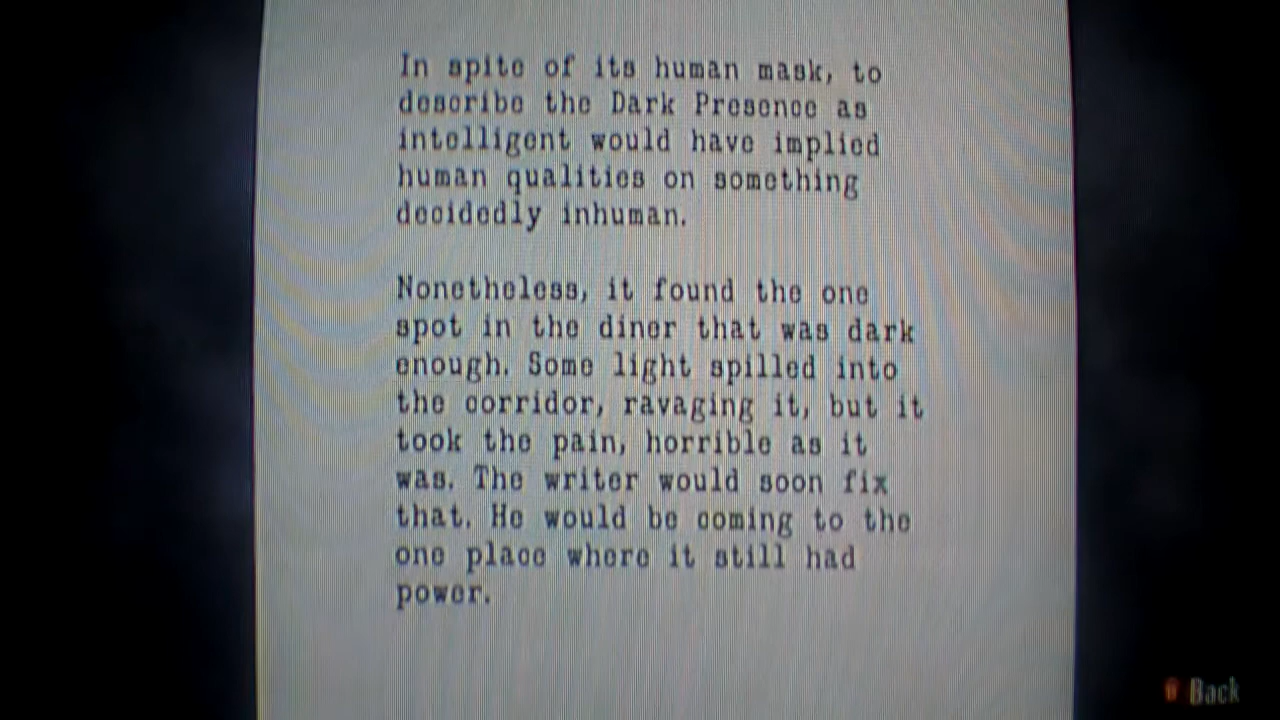 In spite of its human mask, to
describe the Dark Presence as
intelligent would have implied
human qualities on something
decidedly inhuman.
Nonetheless, it found the one
spot in the diner that was dark
enough. Some light spilled into
the corridor, ravaging it, but it
took the pain, horrible as it
was. The writer would soon fix
that. He would be coming to the
one place where it still had
power.
Back